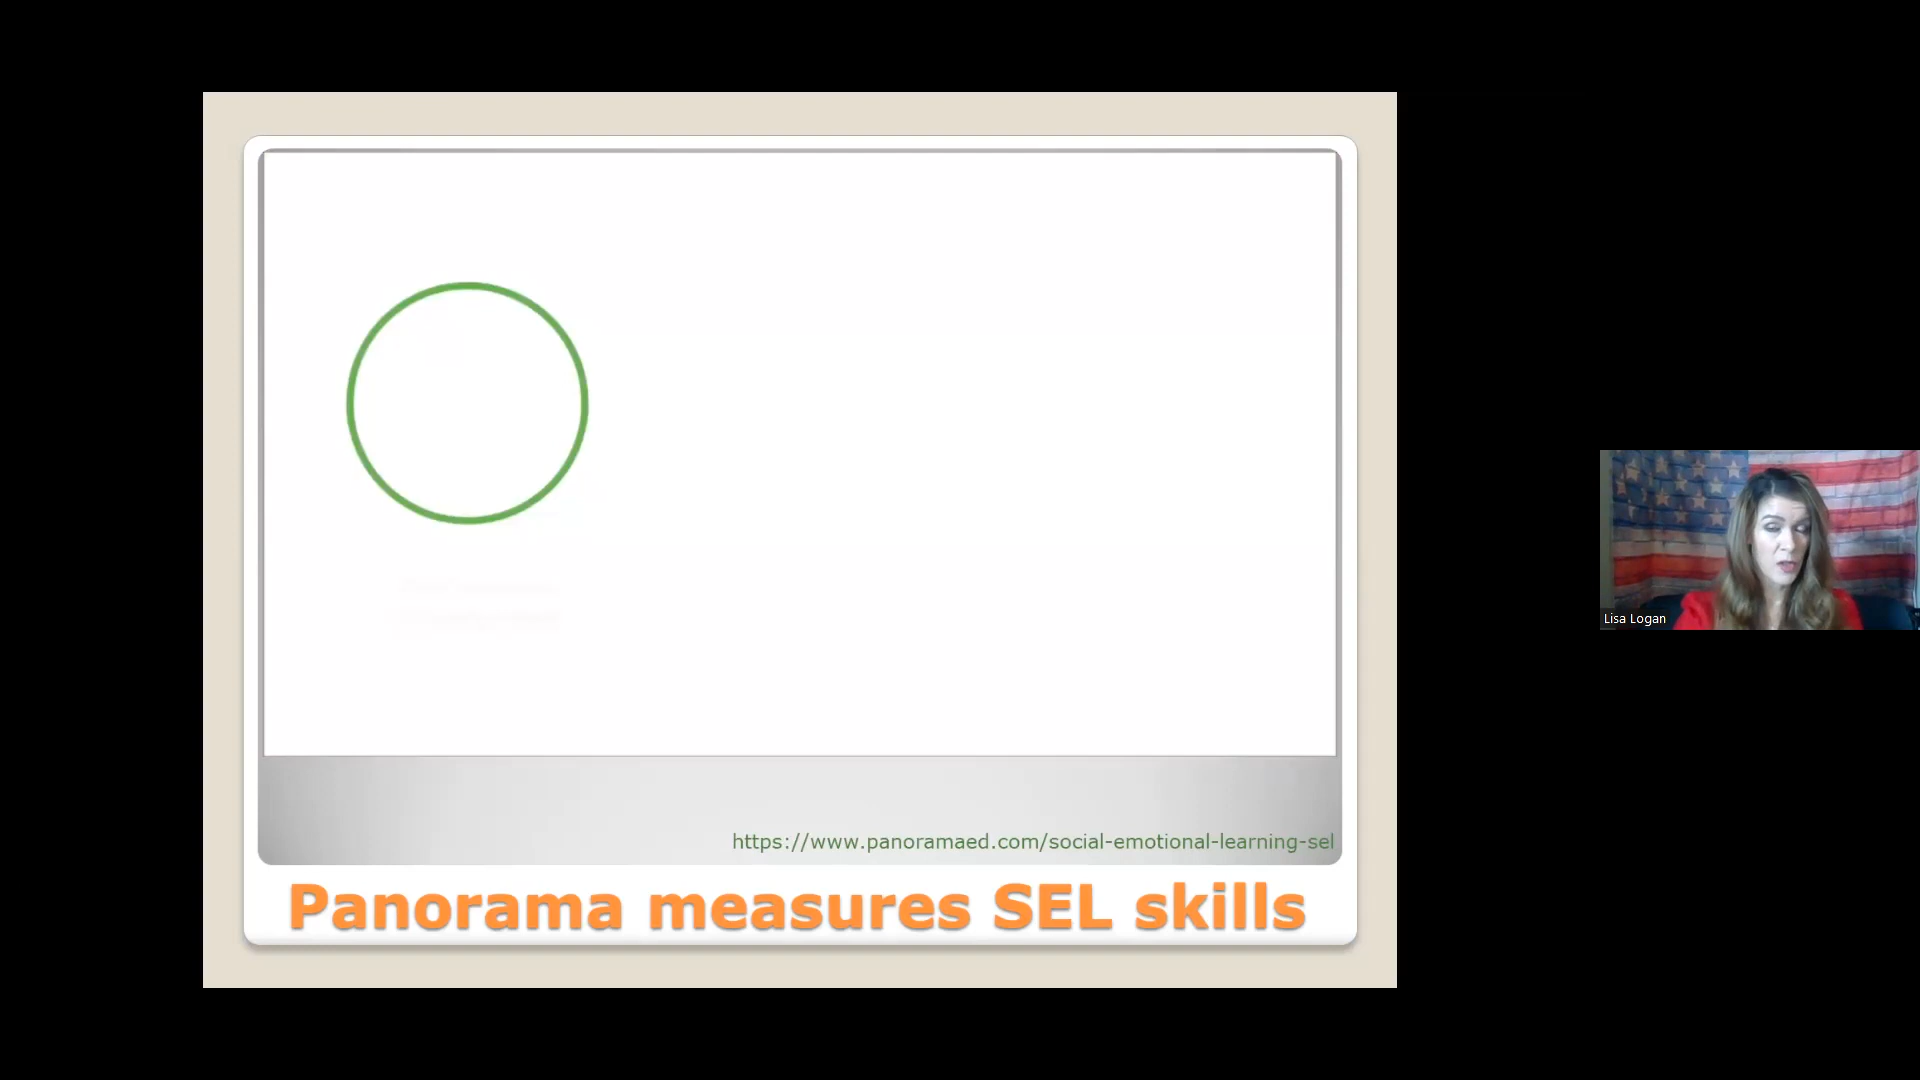 https://www.panoramaed.com/social-emotional-learning-sel
Panorama measures SEL skills
Lisa Logan